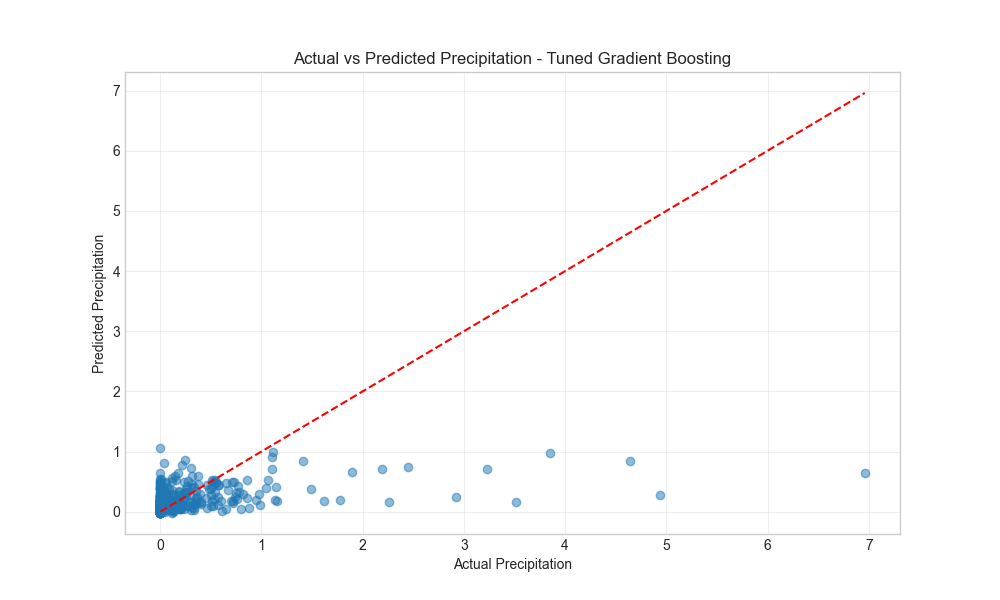 Actual vs Predicted Precipitation - Tuned Gradient Boosting
7
6
5
4
3
2
1
0
Predicted Precipitation
0 1 2 3 4 5 6 7
Actual Precipitation